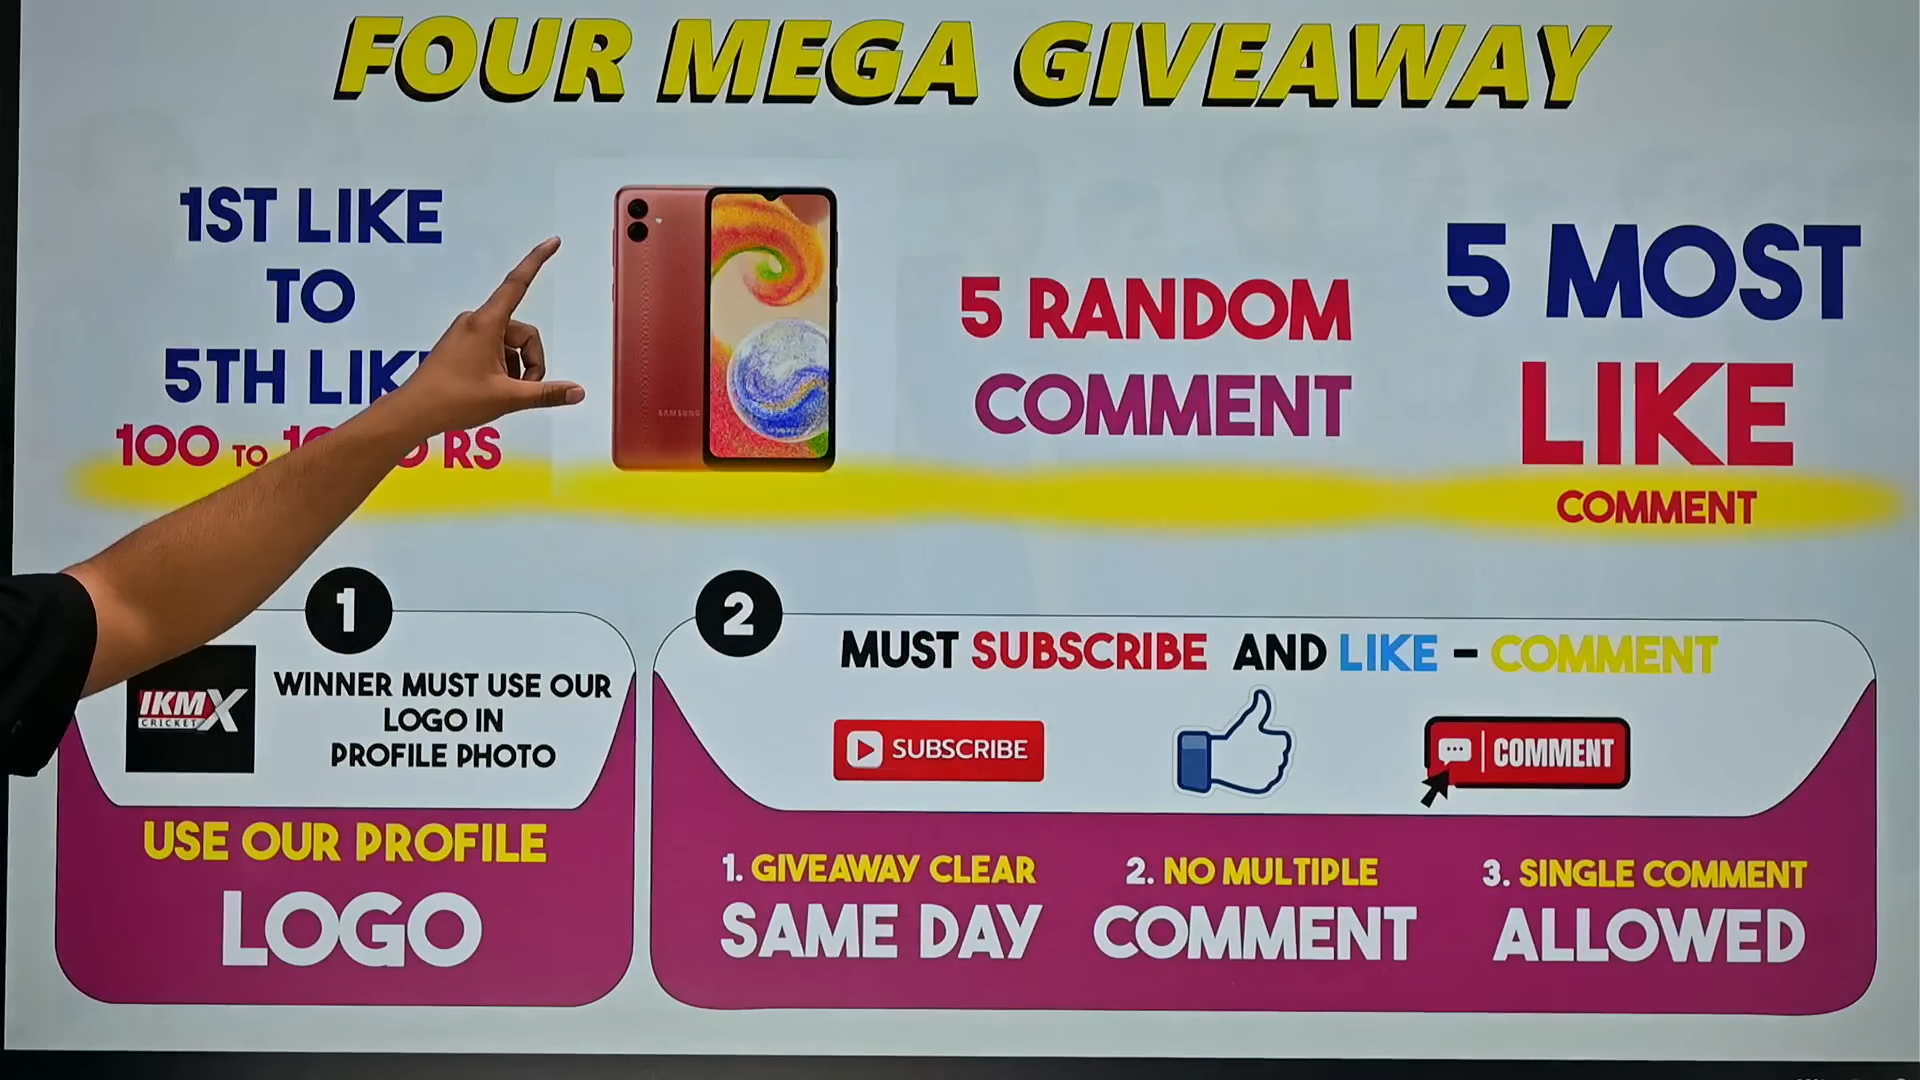 FOUR MEGA GIVEAWAY
1ST LIKE
TO
5TH
100 TO RS
SAMSUNG
5 RANDOM
COMMENT
5 MOST
LIKE
COMMENT
1
IKMX
CRICKET
WINNER MUST USE OUR
LOGO IN
PROFILE PHOTO
USE OUR PROFILE
LOGO
2
MUST SUBSCRIBE AND LIKE - COMMENT
SUBSCRIBE
COMMENT
1. GIVEAWAY CLEAR
SAME DAY
2. NO MULTIPLE
COMMENT
3. SINGLE COMMENT
ALLOWED